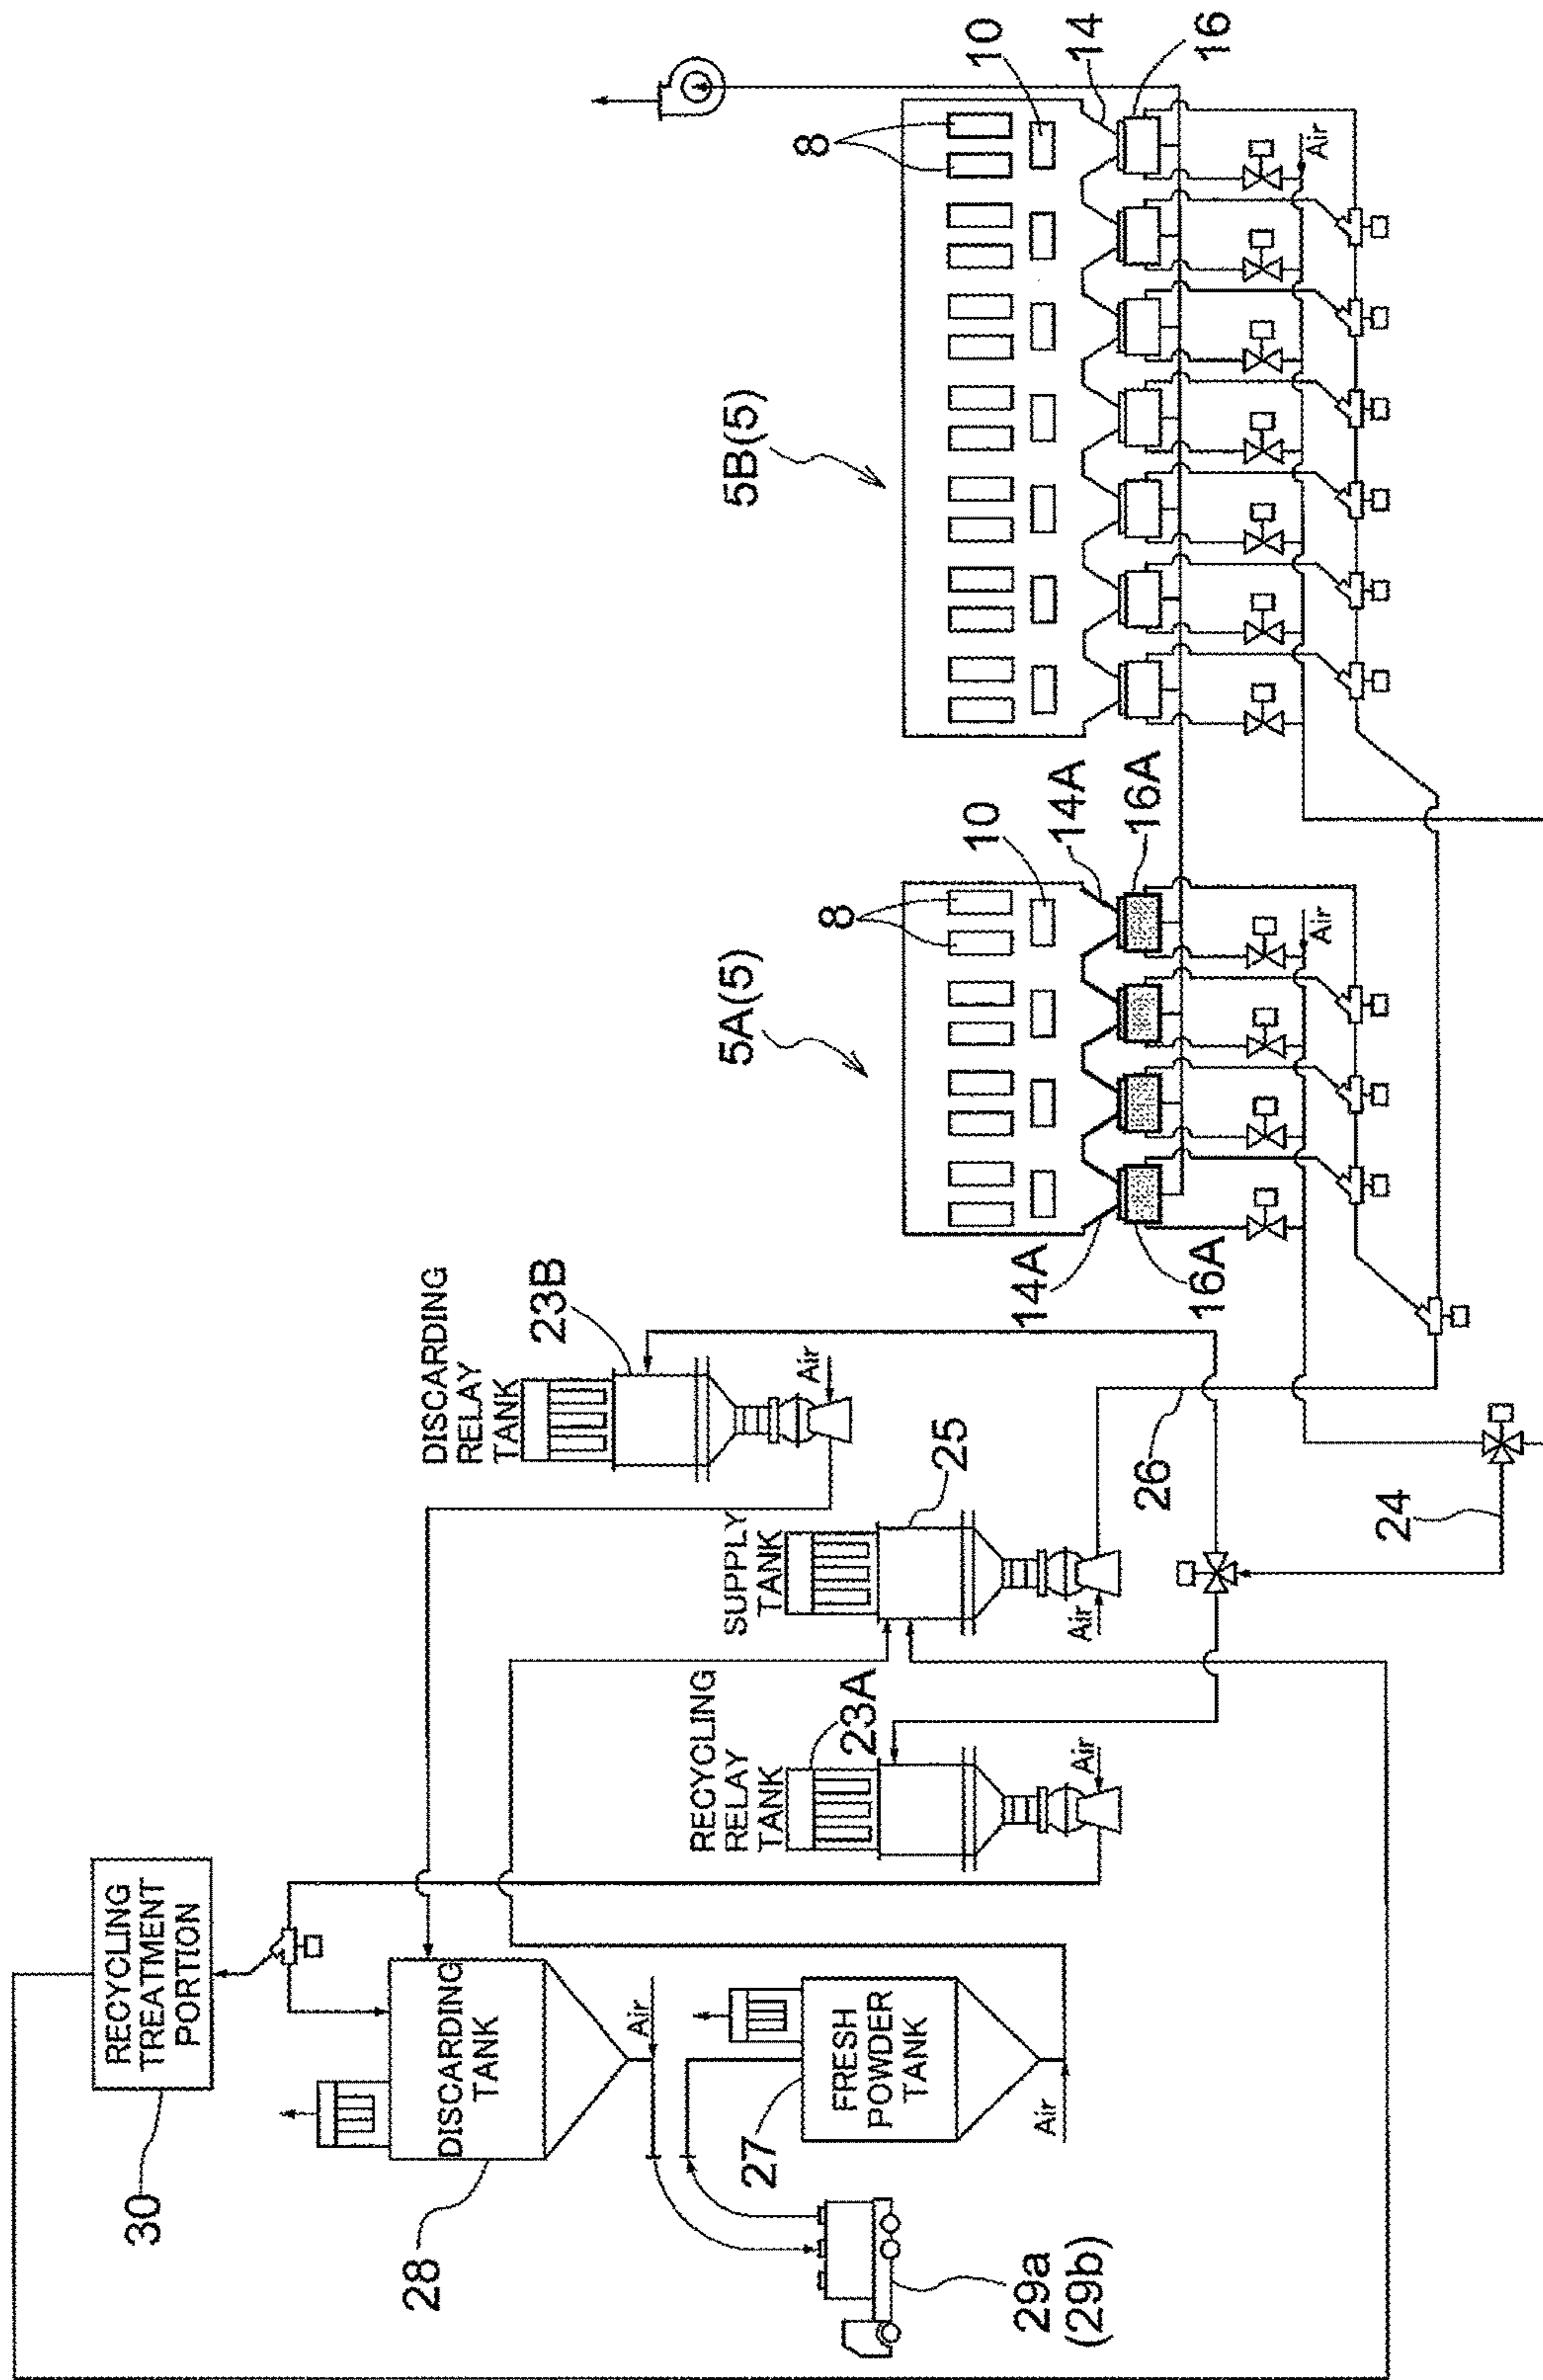 RECYCLING
TREATMENT
PORTION
30
DISCARDING
TANK
28
Air
FRESH
POWDER
TANK
27
Air
29a
(29b)
RECYCLING
RELAY
TANK
23A
Air
SUPPLY
TANK
25
Air
DISCARDING
RELAY
TANK
23B
Air
26
24
5A(5)
8
10
14A
14A
16A
16A
Air
5B(5)
8
10
14
16
Air